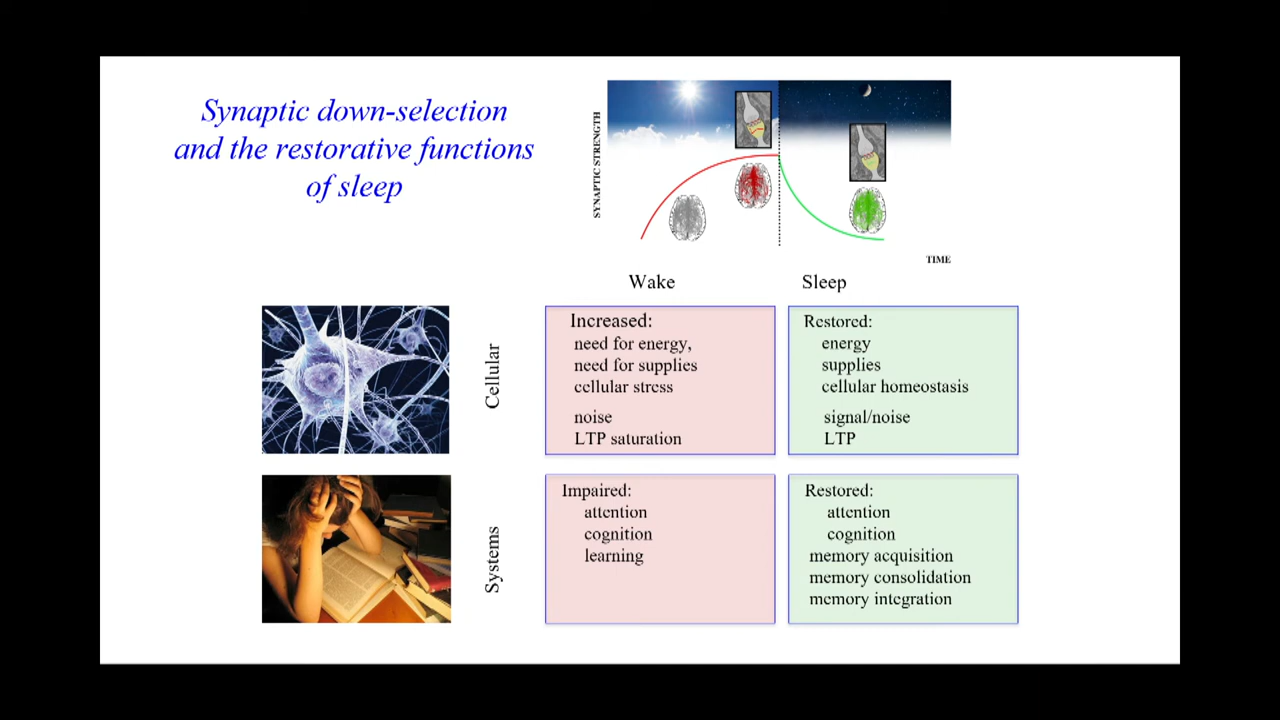 Synaptic down-selection
and the restorative functions
of sleep
SYNAPTIC STRENGTH
TIME
Wake
Sleep
Cellular
Increased:
need for energy,
need for supplies
cellular stress
noise
LTP saturation
Restored:
energy
supplies
cellular homeostasis
signal/noise
LTP
Systems
Impaired:
attention
cognition
learning
Restored:
attention
cognition
memory acquisition
memory consolidation
memory integration